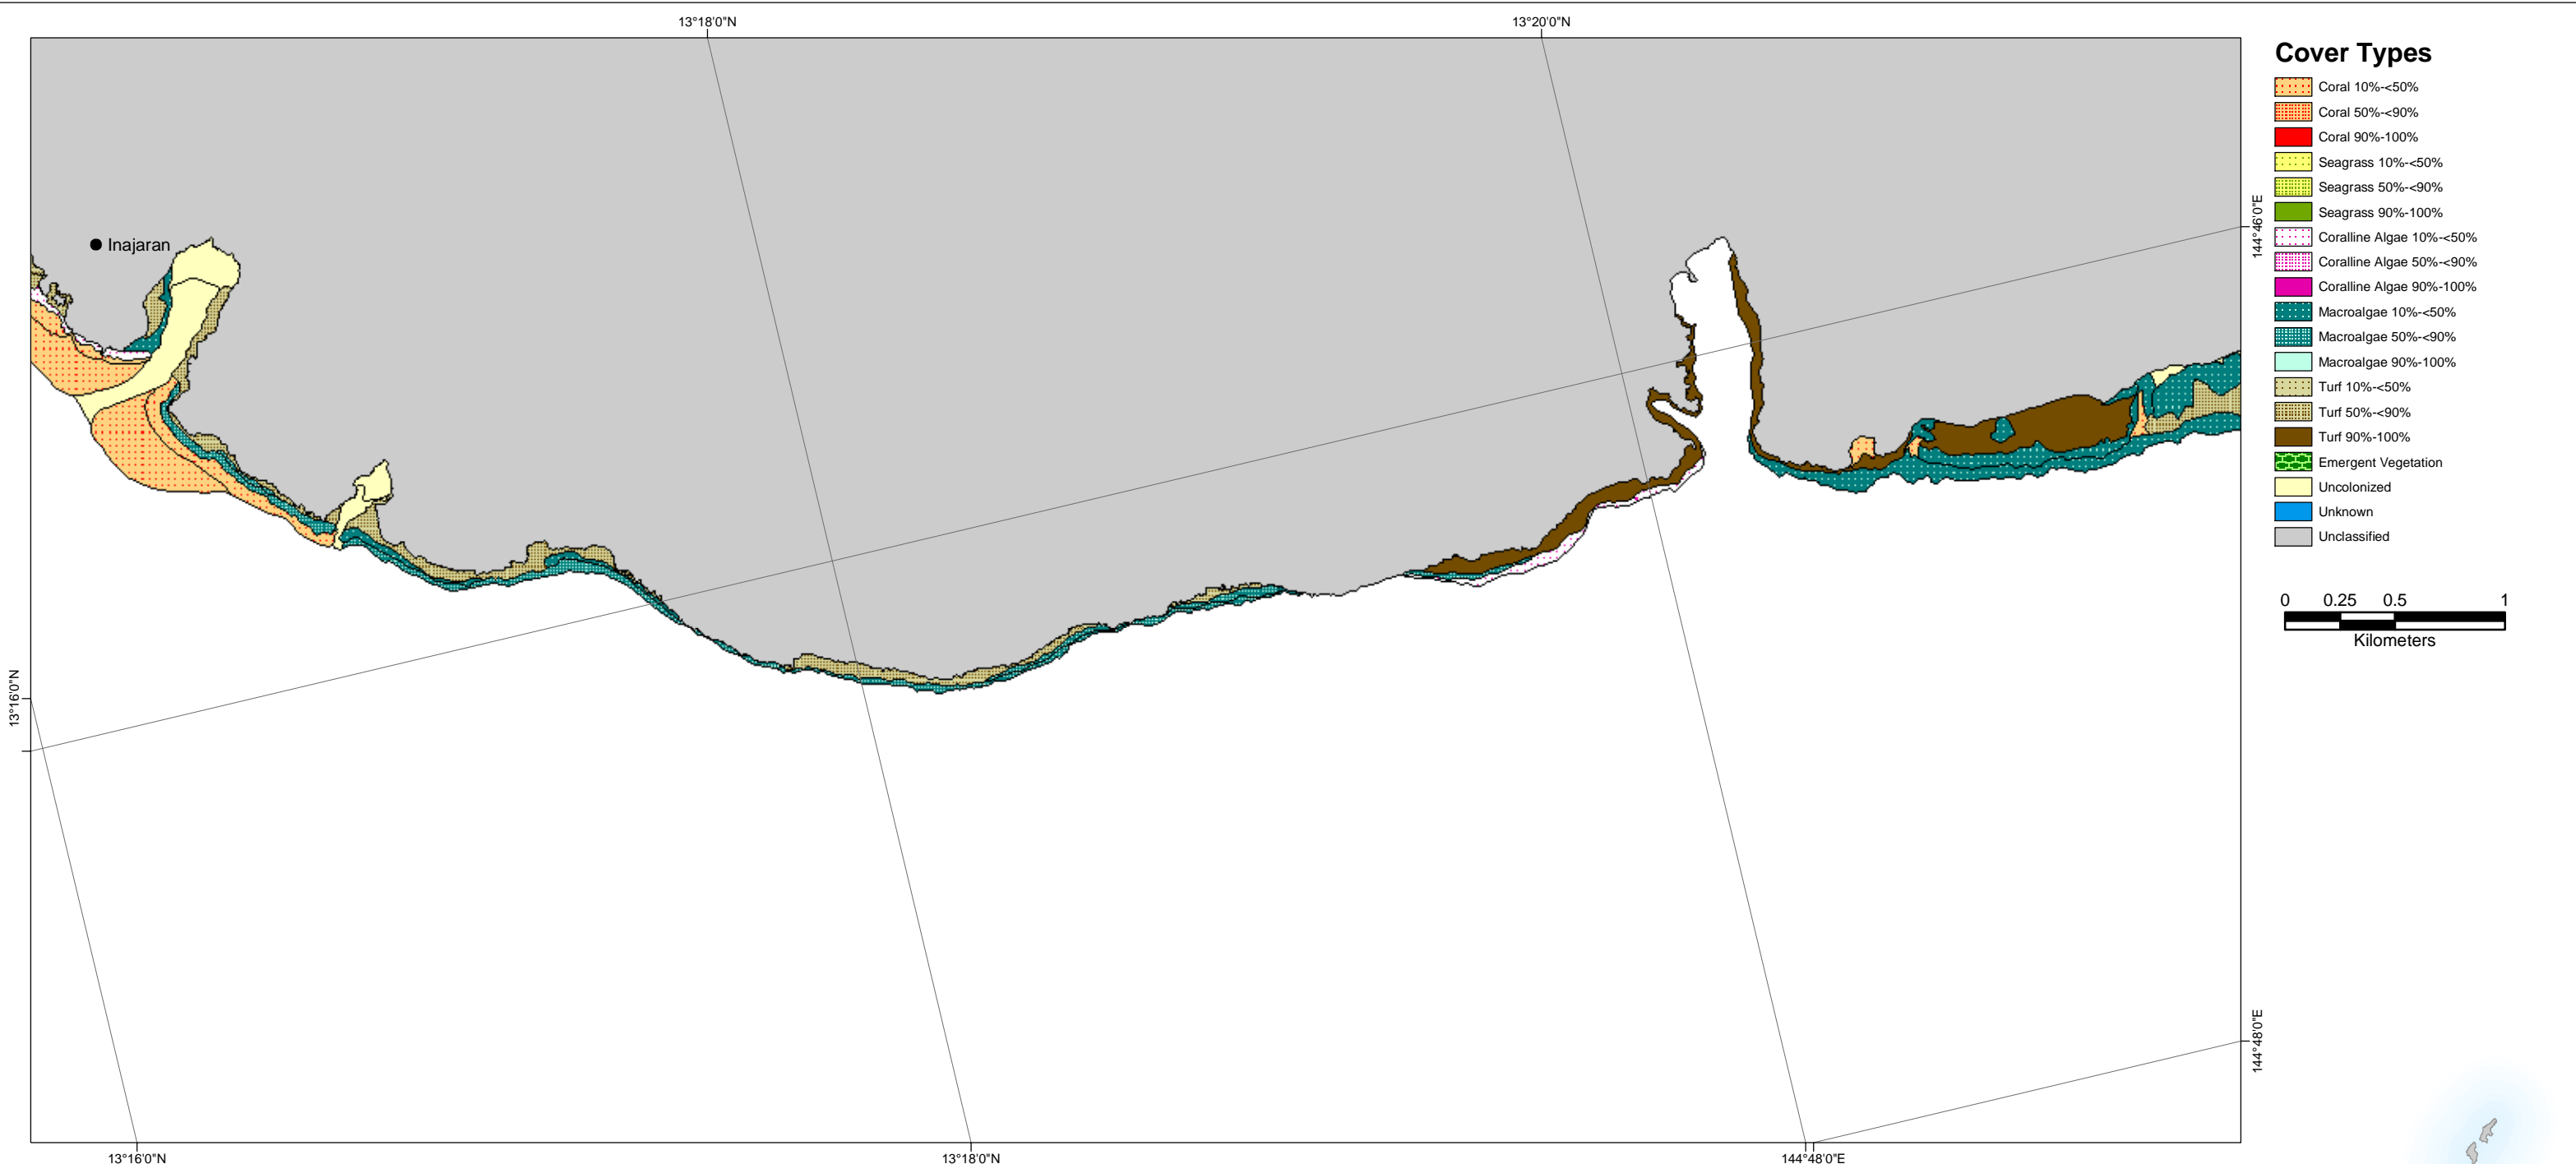 13°18'0"N
13°20'0"N
Cover Types
Coral 10%-<50%
Coral 50%-<90%
Coral 90%-100%
Seagrass 10%-<50%
Seagrass 50%-<90%
Seagrass 90%-100%
Coralline Algae 10%-<50%
Coralline Algae 50%-<90%
Coralline Algae 90%-100%
Macroalgae 10%-<50%
Macroalgae 50%-<90%
Macroalgae 90%-100%
Turf 10%-<50%
Turf 50%-<90%
Turf 90%-100%
Emergent Vegetation
Uncolonized
Unknown
Unclassified
0 0.25 0.5 1
Kilometers
Inajaran
144°46'0"E
13°16'0"N
144°48'0"E
13°16'0"N
13°18'0"N
144°48'0"E